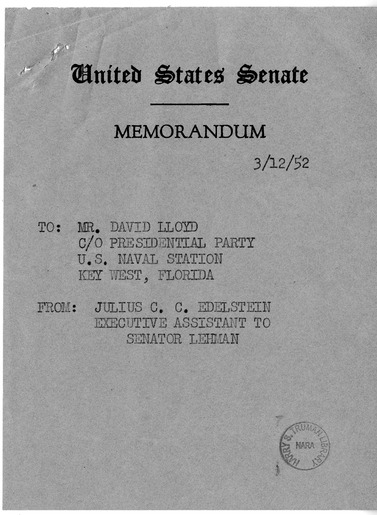 United States Senate
MEMORANDUM
3/12/52
TO: MR. DAVID LLOYD
C/O PRESIDENTIAL PARTY
U.S. NAVAL STATION
KEY WEST, FLORIDA
FROM: JULIUS C. C. EDELSTEIN
EXECUTIVE ASSISTANT TO
SENATOR LEHMAN
HARRY S. TRUMAN LIBRARY
NARA